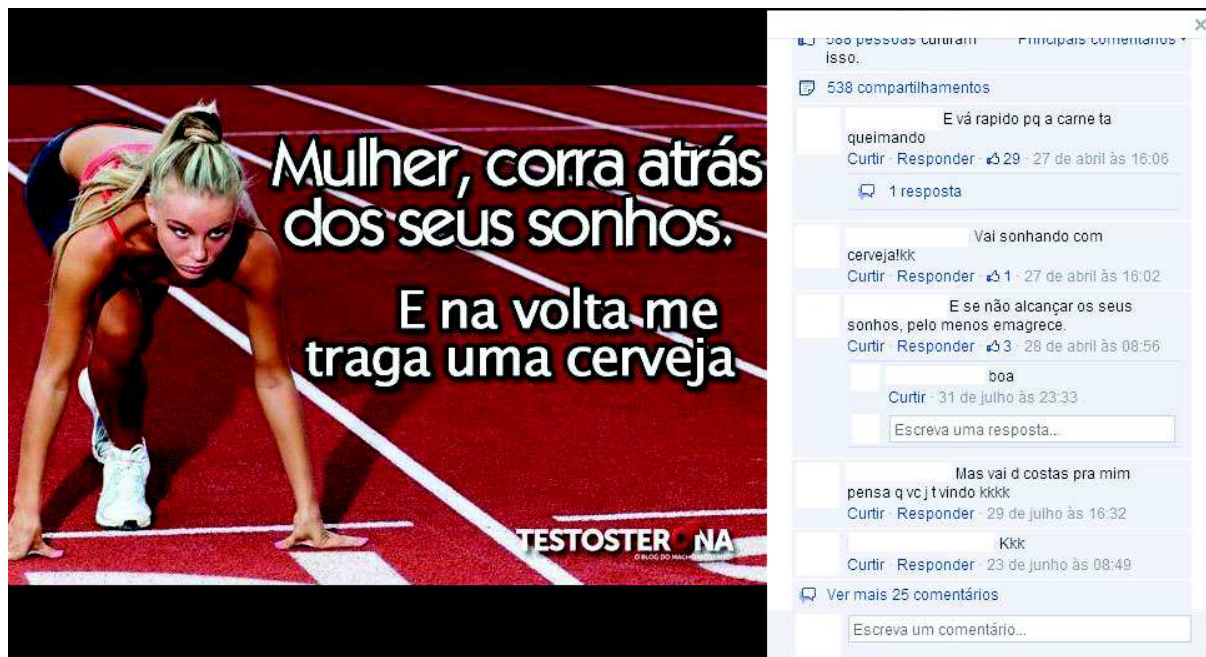 Mulher, corra atrás
dos seus sonhos.
E na volta me
traga uma cerveja
TESTOSTERONA
O BLOG DO MACHO MODERNO
588 pessoas curtiram Principais comentários
isso.
538 compartilhamentos
E vá rapido pq a carne ta
queimando
Curtir · Responder · 29 · 27 de abril às 16:06
1 resposta
Vai sonhando com
cerveja!kk
Curtir · Responder · 1 · 27 de abril às 16:02
E se não alcançar os seus
sonhos, pelo menos emagrece.
Curtir · Responder · 3 · 28 de abril às 08:56
boa
Curtir · 31 de julho às 23:33
Escreva uma resposta...
Mas vai d costas pra mim
pensa q vc j t vindo kkkk
Curtir · Responder · 29 de julho às 16:32
Kkk
Curtir · Responder · 23 de junho às 08:49
Ver mais 25 comentários
Escreva um comentário...